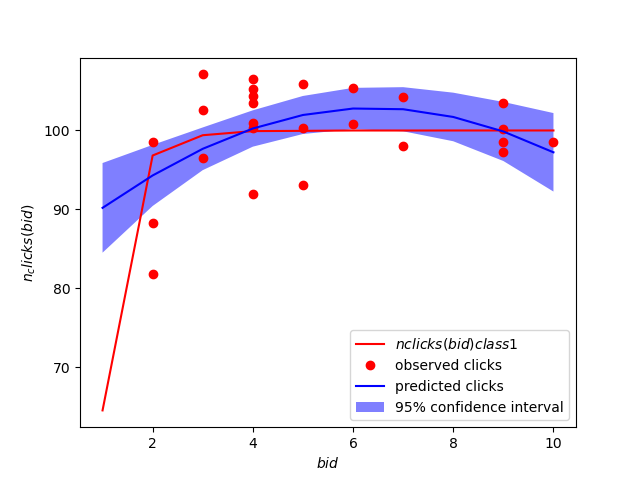 100
90
80
70
n_clicks(bid)
nclicks(bid)class1
observed clicks
predicted clicks
95% confidence interval
2 4 6 8 10
bid